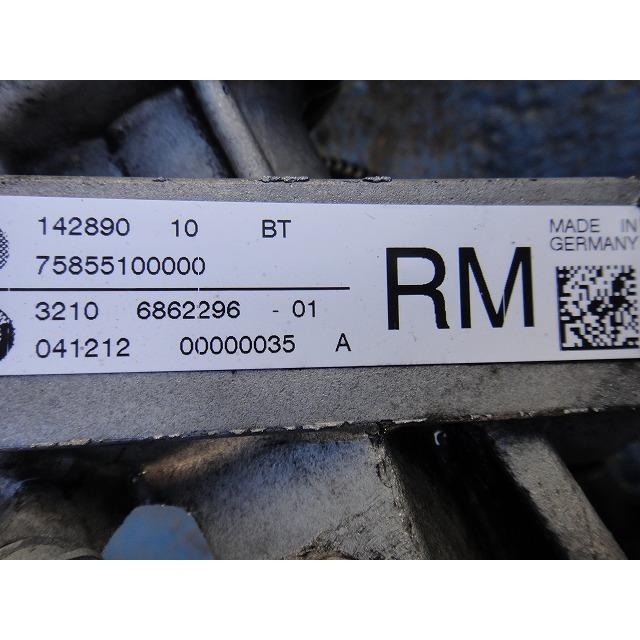 142890 10 BT
75855100000
3210 6862296 - 01
041212 00000035 A
RM
MADE IN
GERMANY